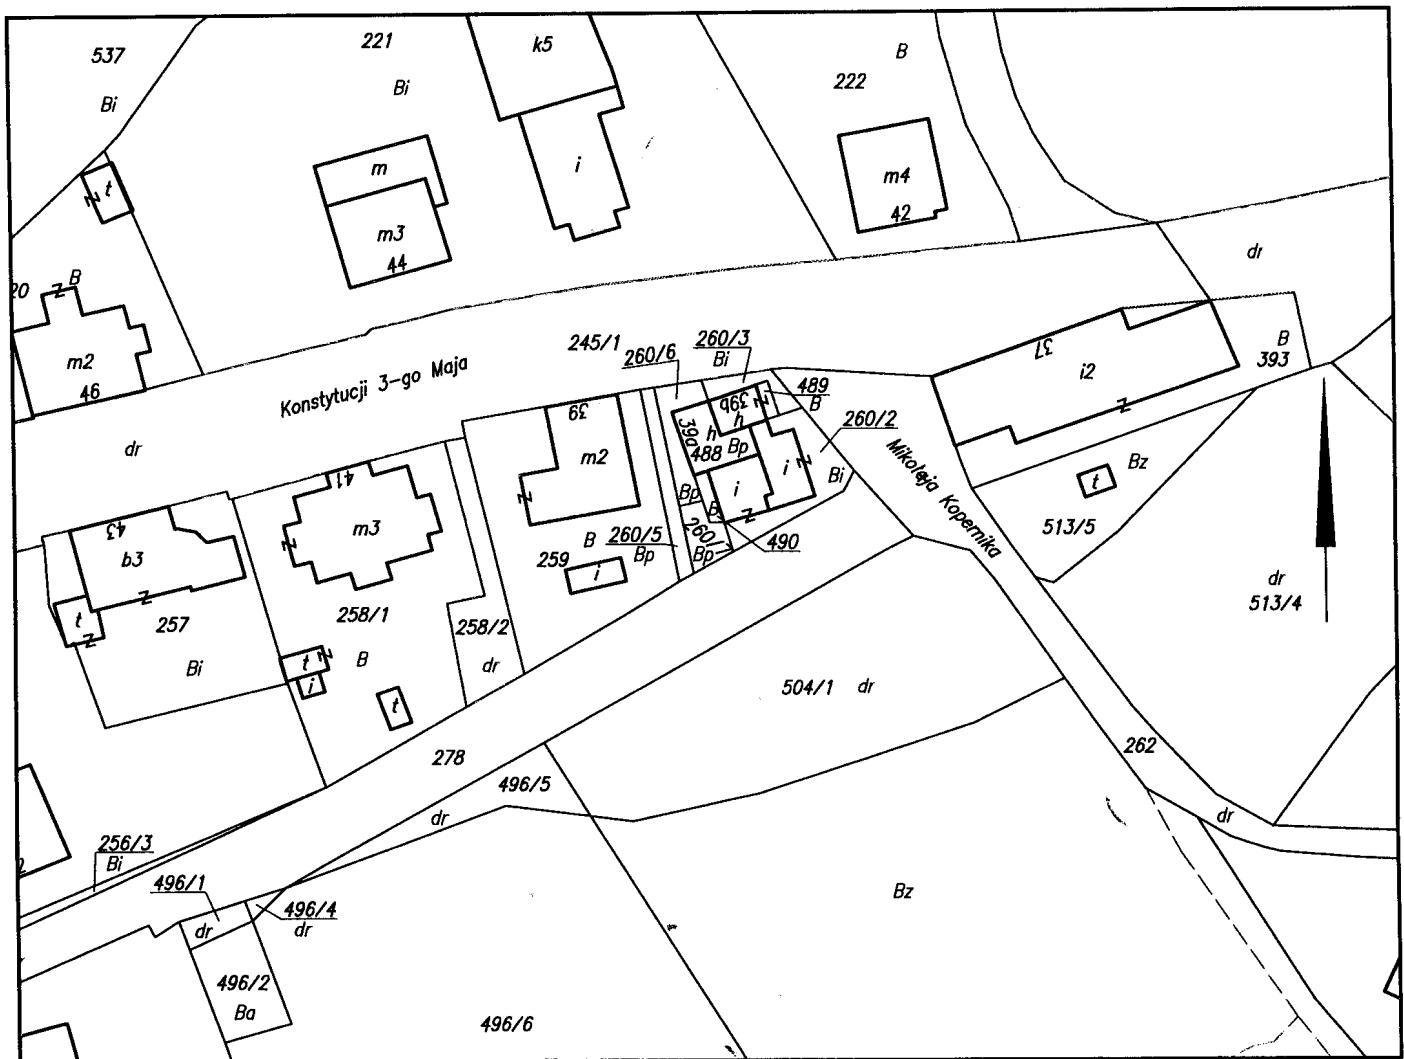 537
Bi
221
Bi
k5
B
222
t
m
m3
44
i
m4
42
dr
20
B
m2
46
Konstytucji 3-go Maja
245/1
260/6
260/3
Bi
489
B
260/2
37
i2
B
393
dr
39
m2
39a
39b
h
h
488
Bp
i
i
Bi
Mikołaja Kopernika
Bz
t
513/5
43
b3
41
m3
Bp
B
490
260/7
Bp
B
260/5
Bp
259
i
dr
513/4
t
257
Bi
258/1
B
t
i
t
258/2
dr
504/1 dr
278
262
496/5
dr
dr
256/3
Bi
496/1
dr
496/4
dr
Bz
496/2
Ba
496/6